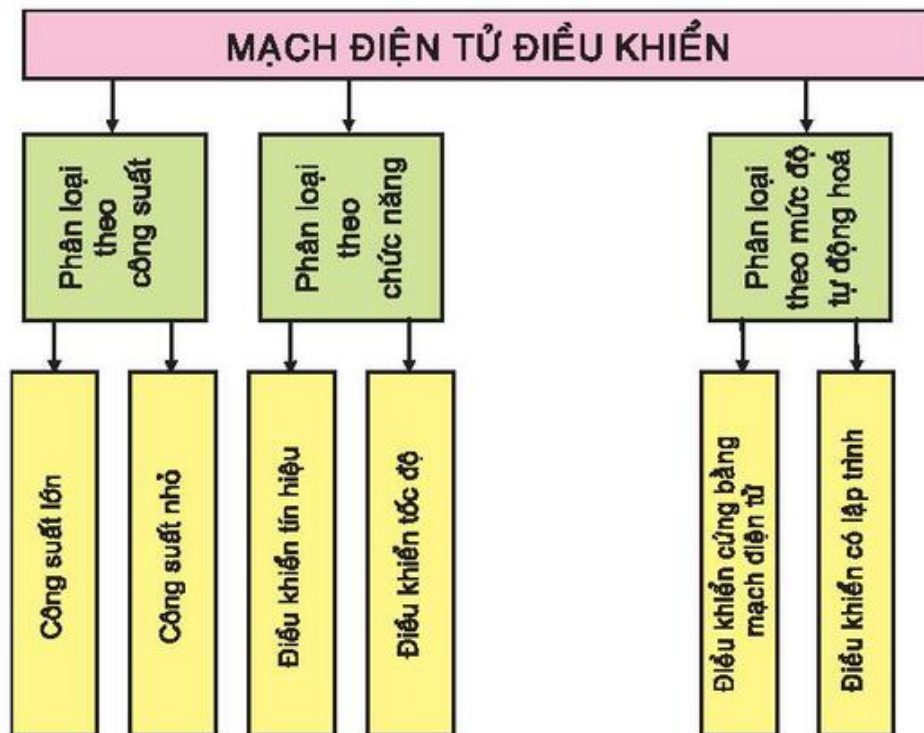 MẠCH ĐIỆN TỬ ĐIỀU KHIỂN
Phân loại
theo
công suất
Phân loại
theo
chức năng
Phân loại
theo mức độ
tự động hoá
Công suất lớn
Công suất nhỏ
Điều khiển tín hiệu
Điều khiển tốc độ
Điều khiển cứng bằng
mạch điện tử
Điều khiển có lập trình